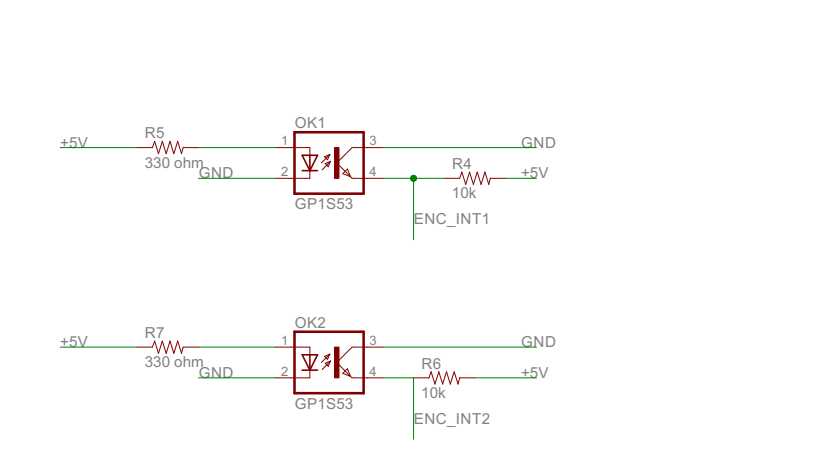 OK1
+5V
R5
1
3
GND
330 ohm
GND
2
4
R4
+5V
10k
GP1S53
ENC_INT1
OK2
+5V
R7
1
3
GND
330 ohm
GND
2
4
R6
+5V
10k
GP1S53
ENC_INT2